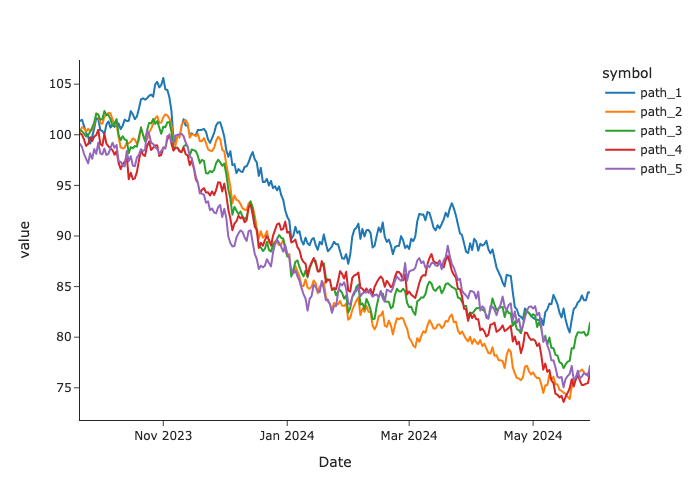 symbol
path_1
path_2
path_3
path_4
path_5
value
105
100
95
90
85
80
75
Nov 2023
Jan 2024
Mar 2024
May 2024
Date